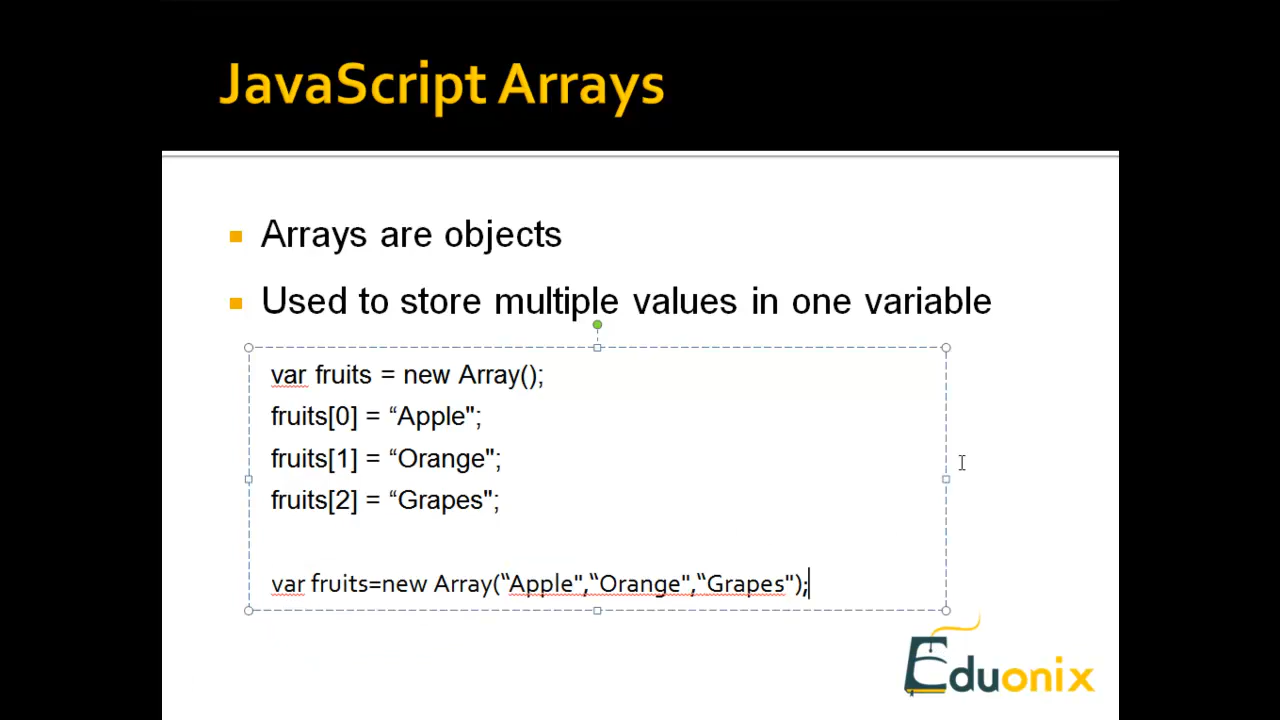 JavaScript Arrays
Arrays are objects
Used to store multiple values in one variable
var fruits = new Array();
fruits[0] = “Apple";
fruits[1] = “Orange";
fruits[2] = “Grapes";
var fruits=new Array(“Apple",“Orange",“Grapes");
Eduonix